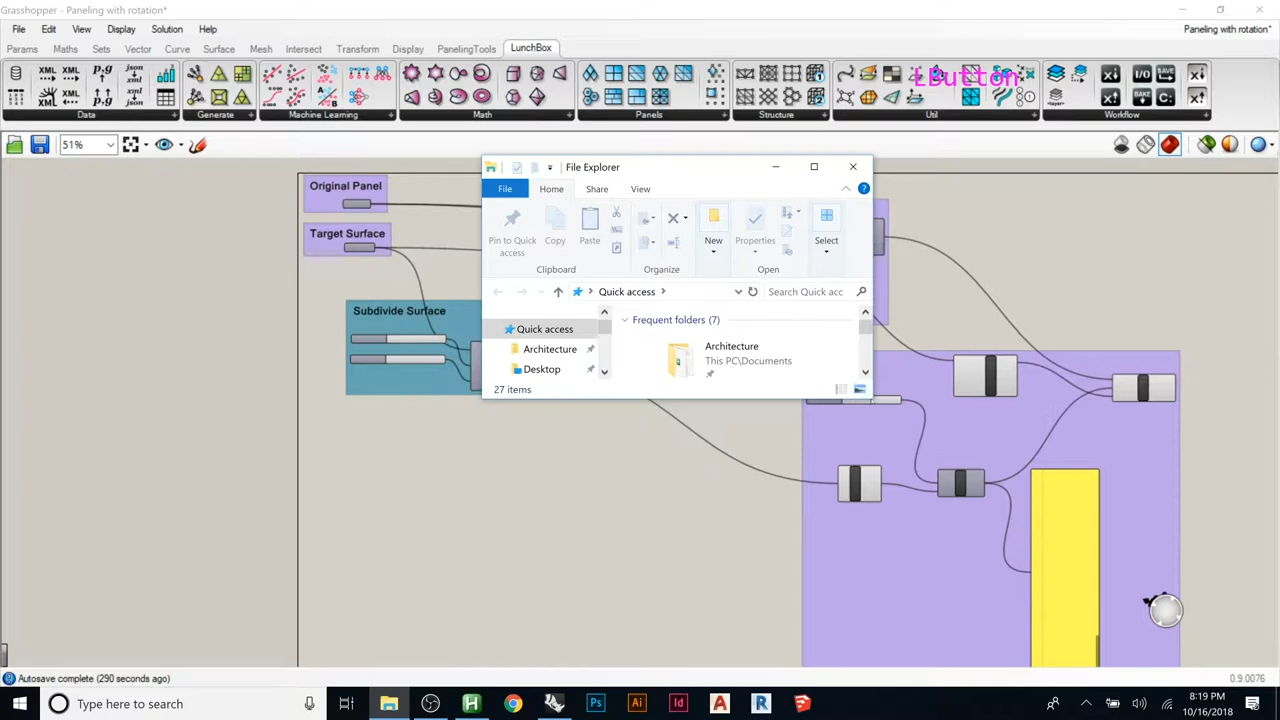 Grasshopper - Paneling with rotation*
File Edit View Display Solution Help
Paneling with rotation*
Params Maths Sets Vector Curve Surface Mesh Intersect Transform Display PanelingTools LunchBox
LButton
Data Generate Machine Learning Math Panels Structure Util Workflow
51%
Original Panel
Target Surface
Subdivide Surface
File Explorer
File Home Share View
Pin to Quick access
Copy
Paste
New
Properties
Select
Clipboard Organize Open
Quick access
Search Quick acc
Quick access
Architecture
Desktop
Frequent folders (7)
Architecture
This PC\Documents
27 items
Autosave complete (290 seconds ago)
0.9.0076
Type here to search
8:19 PM
10/16/2018